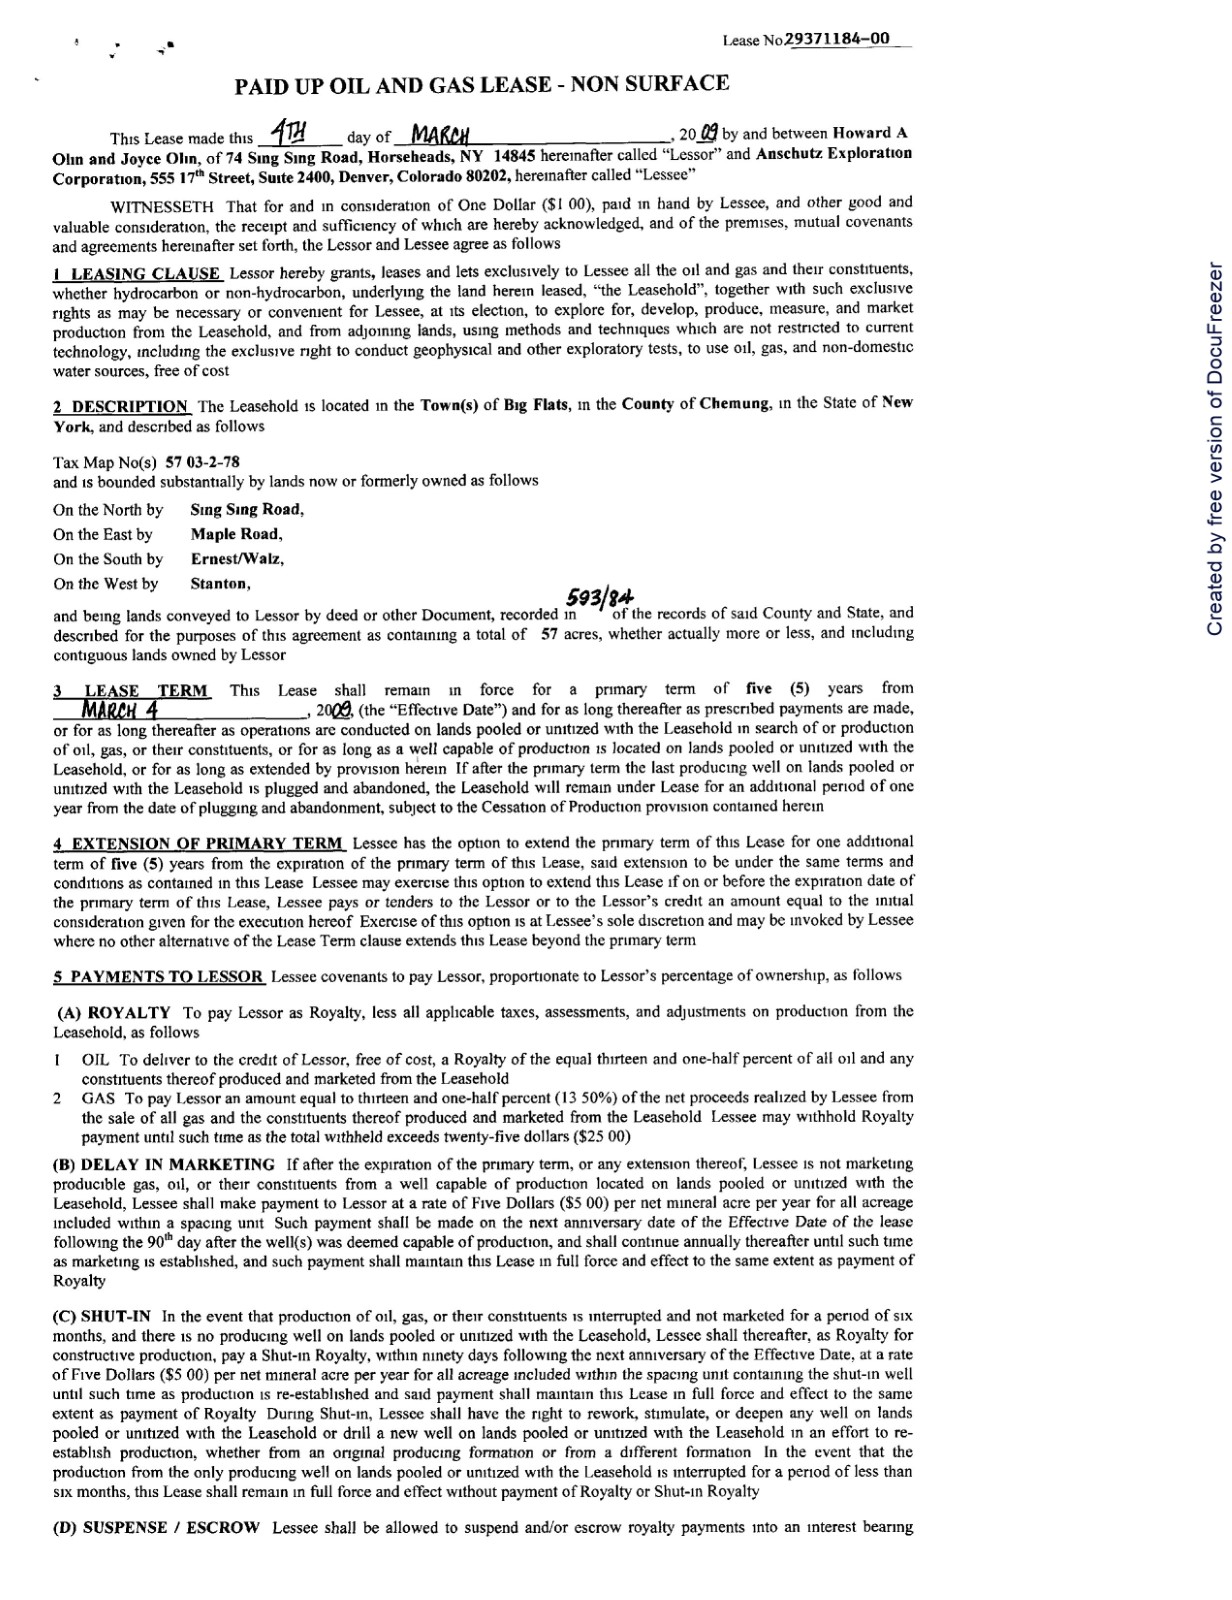 Lease No 29371184-00
PAID UP OIL AND GAS LEASE - NON SURFACE
This Lease made this 4TH day of MARCH , 20 09 by and between Howard A
Olin and Joyce Olin, of 74 Sing Sing Road, Horseheads, NY 14845 hereinafter called “Lessor” and Anschutz Exploration
Corporation, 555 17th Street, Suite 2400, Denver, Colorado 80202, hereinafter called “Lessee”
WITNESSETH That for and in consideration of One Dollar ($1 00), paid in hand by Lessee, and other good and
valuable consideration, the receipt and sufficiency of which are hereby acknowledged, and of the premises, mutual covenants
and agreements hereinafter set forth, the Lessor and Lessee agree as follows
1 LEASING CLAUSE Lessor hereby grants, leases and lets exclusively to Lessee all the oil and gas and their constituents,
whether hydrocarbon or non-hydrocarbon, underlying the land herein leased, “the Leasehold”, together with such exclusive
rights as may be necessary or convenient for Lessee, at its election, to explore for, develop, produce, measure, and market
production from the Leasehold, and from adjoining lands, using methods and techniques which are not restricted to current
technology, including the exclusive right to conduct geophysical and other exploratory tests, to use oil, gas, and non-domestic
water sources, free of cost
2 DESCRIPTION The Leasehold is located in the Town(s) of Big Flats, in the County of Chemung, in the State of New
York, and described as follows
Tax Map No(s) 57 03-2-78
and is bounded substantially by lands now or formerly owned as follows
On the North by Sing Sing Road,
On the East by Maple Road,
On the South by Ernest/Walz,
On the West by Stanton,
593/84
and being lands conveyed to Lessor by deed or other Document, recorded in of the records of said County and State, and
described for the purposes of this agreement as containing a total of 57 acres, whether actually more or less, and including
contiguous lands owned by Lessor
3 LEASE TERM This Lease shall remain in force for a primary term of five (5) years from
MARCH 4 , 2009, (the “Effective Date”) and for as long thereafter as prescribed payments are made,
or for as long thereafter as operations are conducted on lands pooled or unitized with the Leasehold in search of or production
of oil, gas, or their constituents, or for as long as a well capable of production is located on lands pooled or unitized with the
Leasehold, or for as long as extended by provision herein If after the primary term the last producing well on lands pooled or
unitized with the Leasehold is plugged and abandoned, the Leasehold will remain under Lease for an additional period of one
year from the date of plugging and abandonment, subject to the Cessation of Production provision contained herein
4 EXTENSION OF PRIMARY TERM Lessee has the option to extend the primary term of this Lease for one additional
term of five (5) years from the expiration of the primary term of this Lease, said extension to be under the same terms and
conditions as contained in this Lease Lessee may exercise this option to extend this Lease if on or before the expiration date of
the primary term of this Lease, Lessee pays or tenders to the Lessor or to the Lessor’s credit an amount equal to the initial
consideration given for the execution hereof Exercise of this option is at Lessee’s sole discretion and may be invoked by Lessee
where no other alternative of the Lease Term clause extends this Lease beyond the primary term
5 PAYMENTS TO LESSOR Lessee covenants to pay Lessor, proportionate to Lessor’s percentage of ownership, as follows
(A) ROYALTY To pay Lessor as Royalty, less all applicable taxes, assessments, and adjustments on production from the
Leasehold, as follows
1 OIL To deliver to the credit of Lessor, free of cost, a Royalty of the equal thirteen and one-half percent of all oil and any
constituents thereof produced and marketed from the Leasehold
2 GAS To pay Lessor an amount equal to thirteen and one-half percent (13 50%) of the net proceeds realized by Lessee from
the sale of all gas and the constituents thereof produced and marketed from the Leasehold Lessee may withhold Royalty
payment until such time as the total withheld exceeds twenty-five dollars ($25 00)
(B) DELAY IN MARKETING If after the expiration of the primary term, or any extension thereof, Lessee is not marketing
producible gas, oil, or their constituents from a well capable of production located on lands pooled or unitized with the
Leasehold, Lessee shall make payment to Lessor at a rate of Five Dollars ($5 00) per net mineral acre per year for all acreage
included within a spacing unit Such payment shall be made on the next anniversary date of the Effective Date of the lease
following the 90th day after the well(s) was deemed capable of production, and shall continue annually thereafter until such time
as marketing is established, and such payment shall maintain this Lease in full force and effect to the same extent as payment of
Royalty
(C) SHUT-IN In the event that production of oil, gas, or their constituents is interrupted and not marketed for a period of six
months, and there is no producing well on lands pooled or unitized with the Leasehold, Lessee shall thereafter, as Royalty for
constructive production, pay a Shut-in Royalty, within ninety days following the next anniversary of the Effective Date, at a rate
of Five Dollars ($5 00) per net mineral acre per year for all acreage included within the spacing unit containing the shut-in well
until such time as production is re-established and said payment shall maintain this Lease in full force and effect to the same
extent as payment of Royalty During Shut-in, Lessee shall have the right to rework, stimulate, or deepen any well on lands
pooled or unitized with the Leasehold or drill a new well on lands pooled or unitized with the Leasehold in an effort to re-
establish production, whether from an original producing formation or from a different formation In the event that the
production from the only producing well on lands pooled or unitized with the Leasehold is interrupted for a period of less than
six months, this Lease shall remain in full force and effect without payment of Royalty or Shut-in Royalty
(D) SUSPENSE / ESCROW Lessee shall be allowed to suspend and/or escrow royalty payments into an interest bearing
Created by free version of DocuFreezer